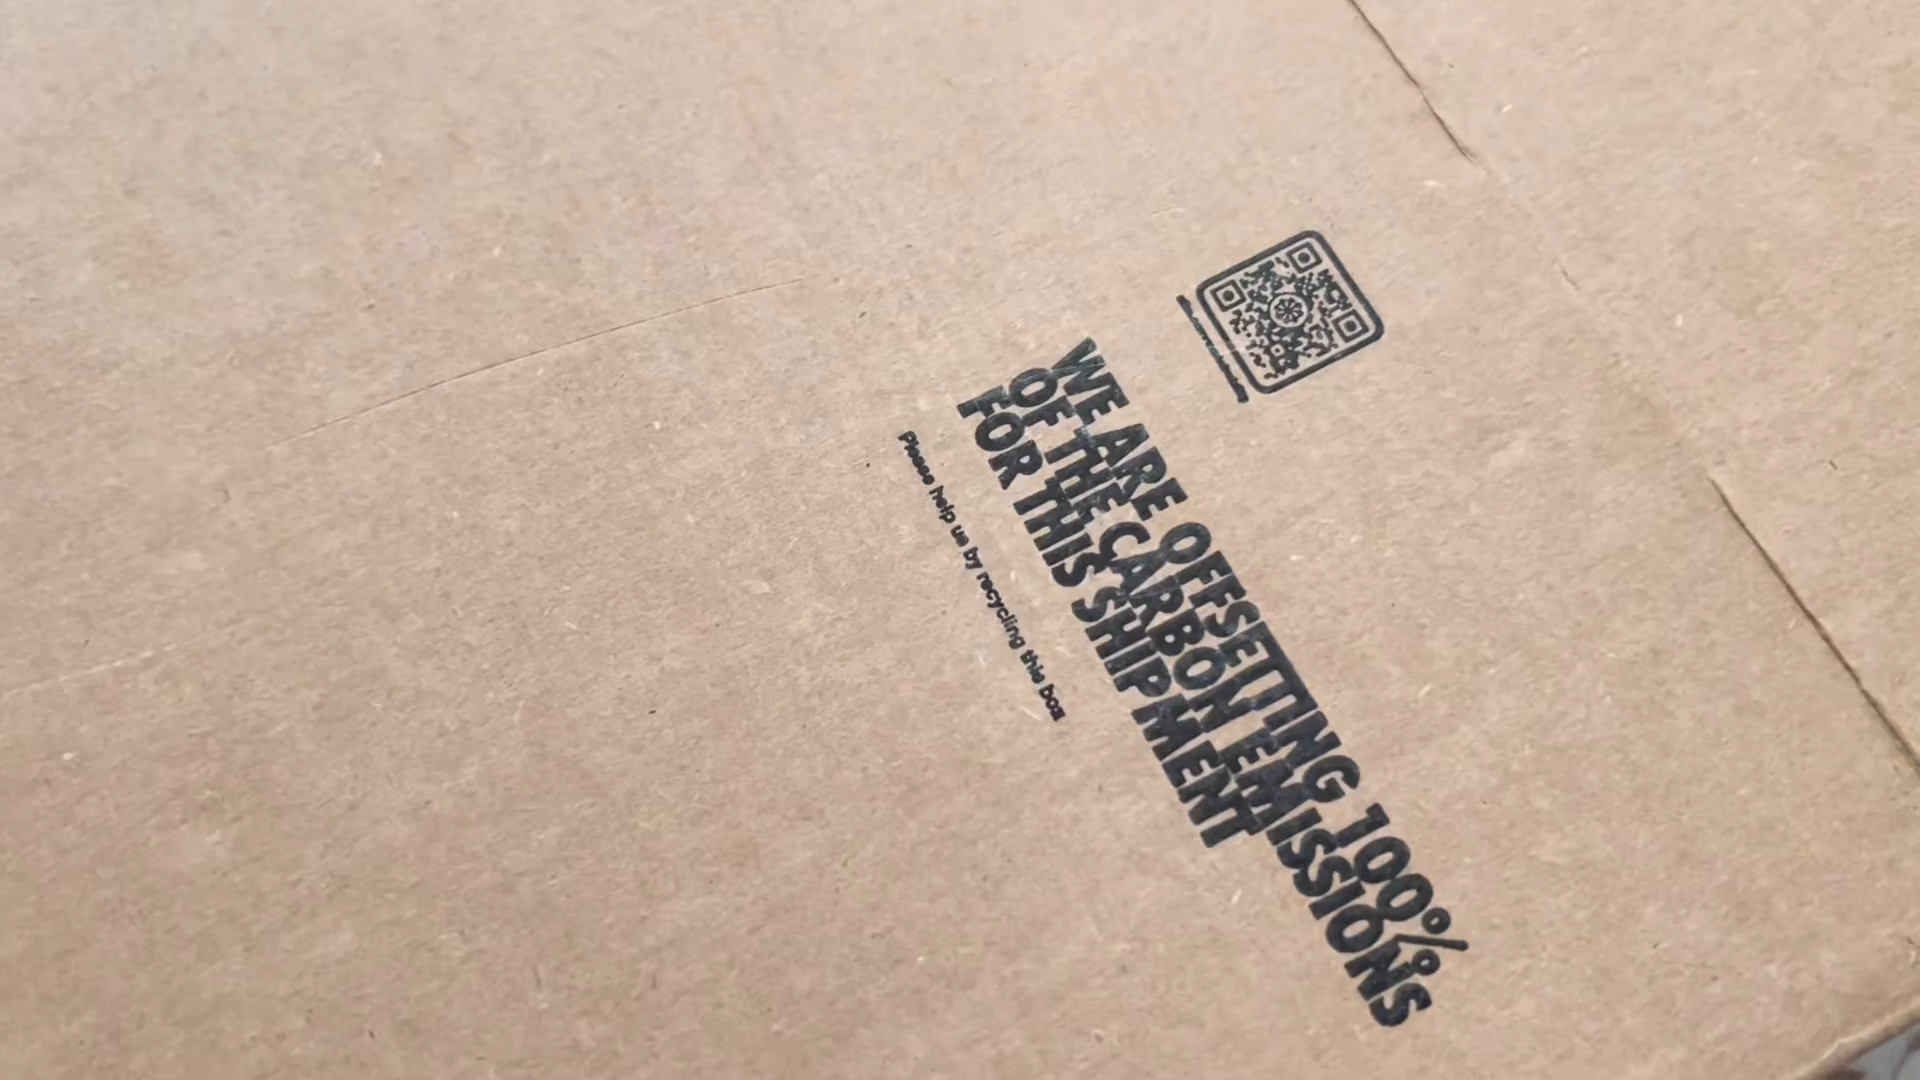 WE ARE OFFSETTING 100%
OF THE CARBON EMISSIONS
FOR THIS SHIPMENT
Please help us by recycling this box